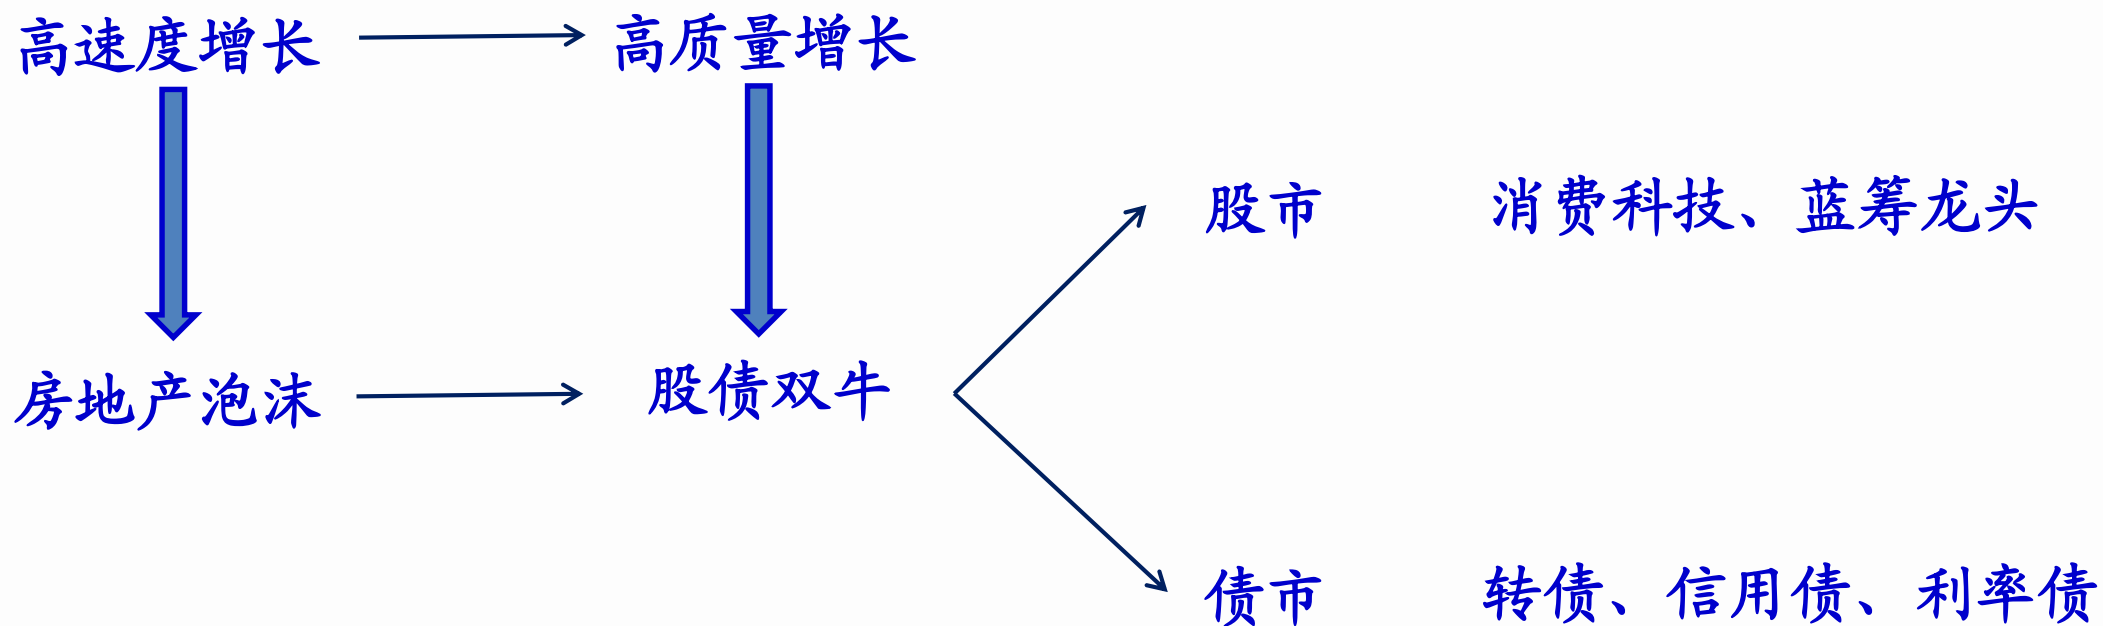 高速度增长
高质量增长
股市
消费科技、蓝筹龙头
房地产泡沫
股债双牛
债市
转债、信用债、利率债